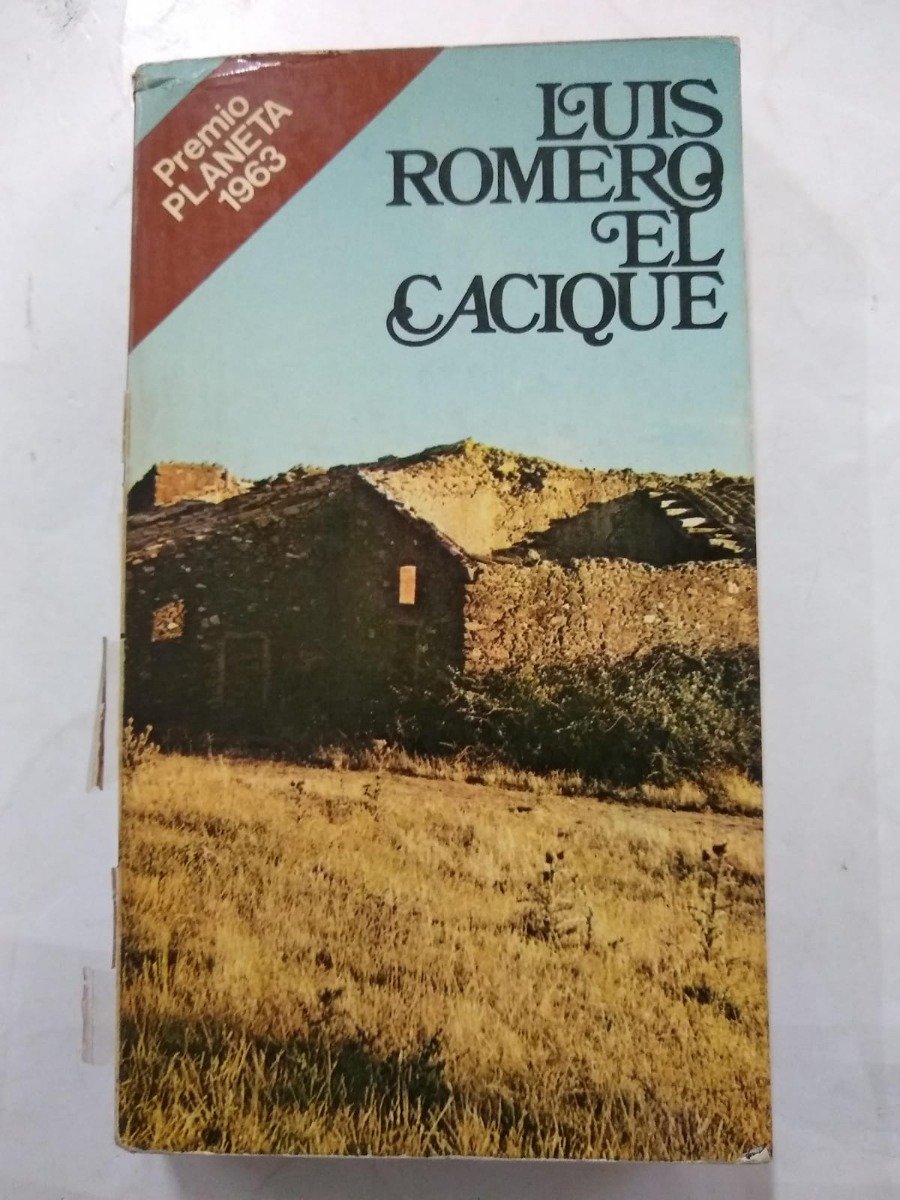 Premio
PLANETA
1963
LUIS
ROMERO
EL
CACIQUE